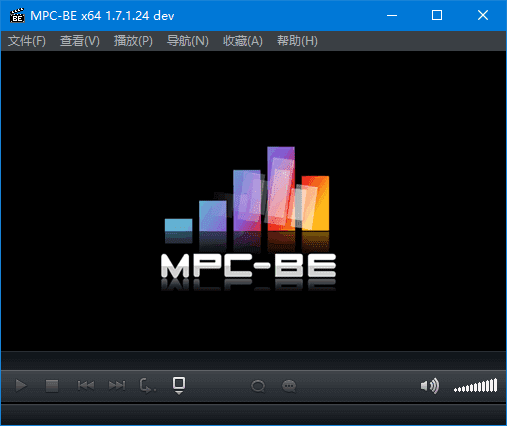 MPC-BE x64 1.7.1.24 dev
文件(F) 查看(V) 播放(P) 导航(N) 收藏(A) 帮助(H)
MPC-BE